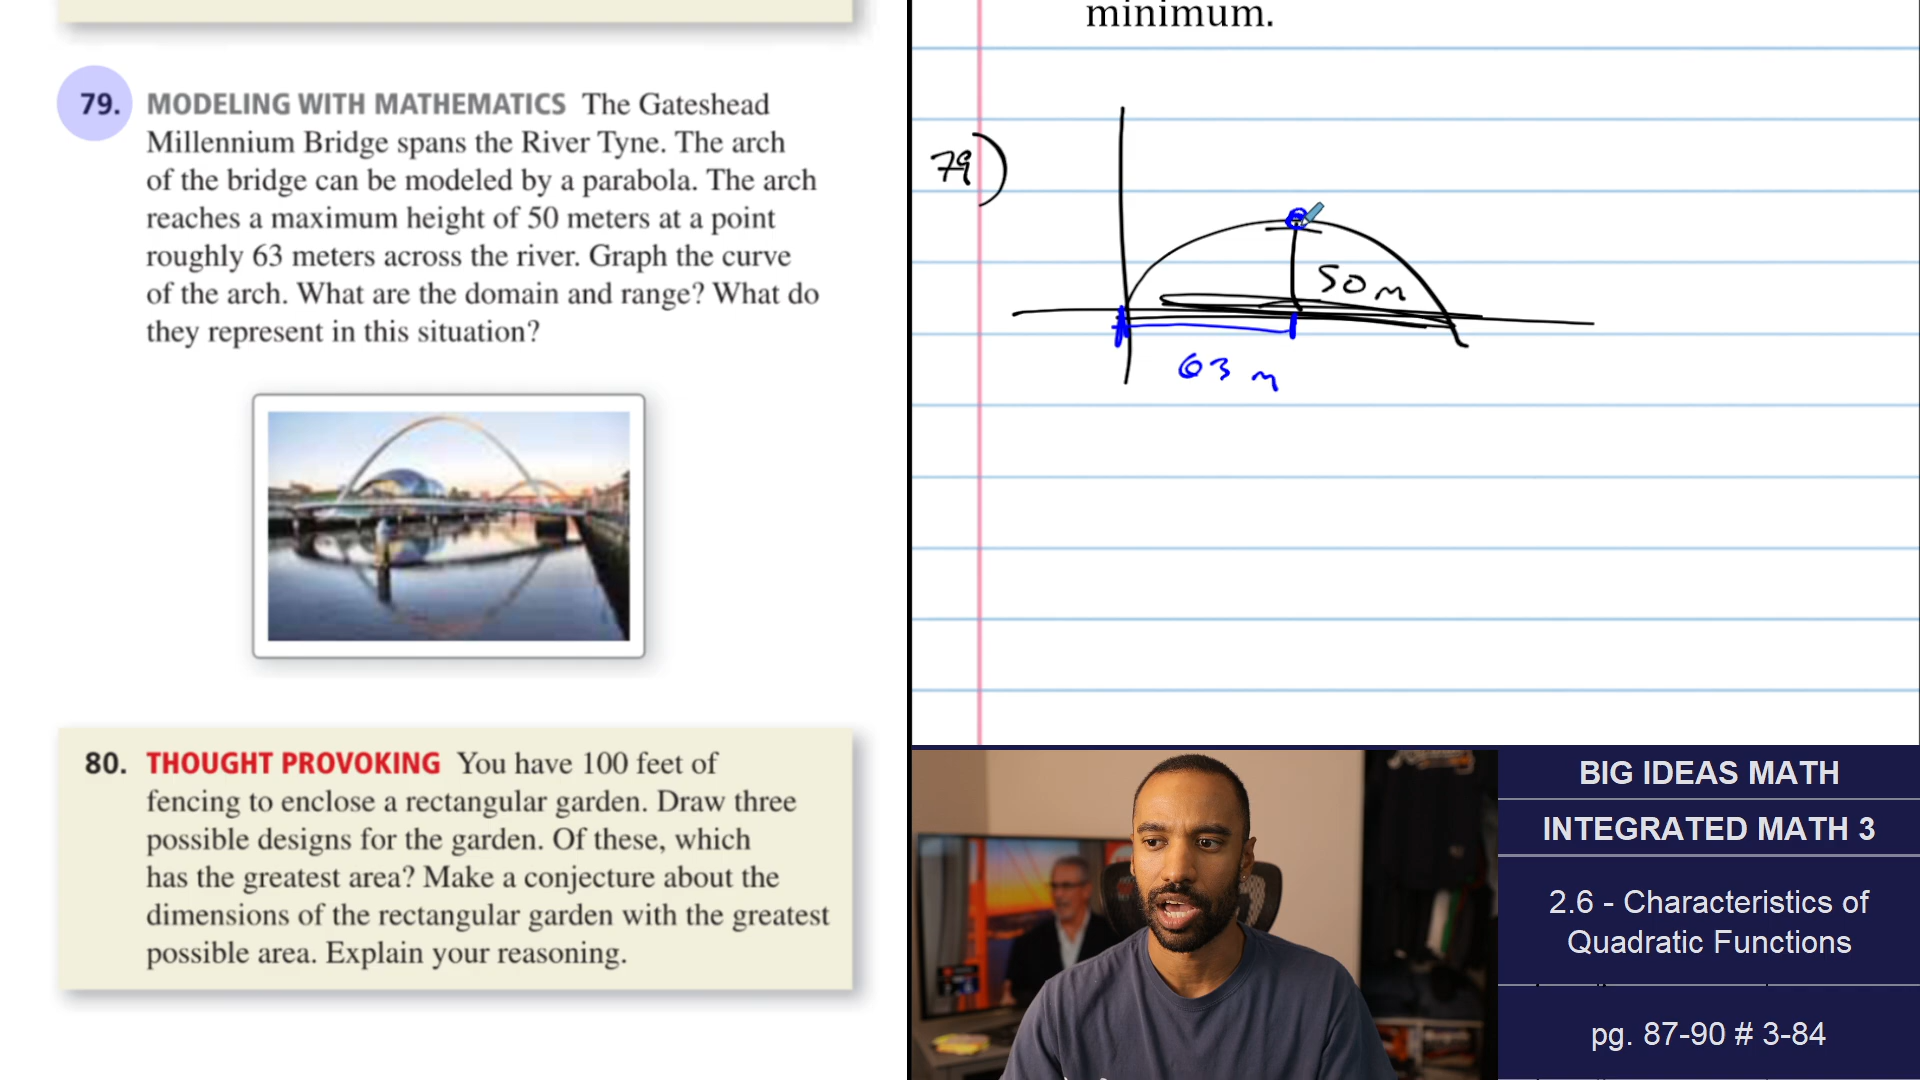 79. MODELING WITH MATHEMATICS The Gateshead
Millennium Bridge spans the River Tyne. The arch
of the bridge can be modeled by a parabola. The arch
reaches a maximum height of 50 meters at a point
roughly 63 meters across the river. Graph the curve
of the arch. What are the domain and range? What do
they represent in this situation?
80. THOUGHT PROVOKING You have 100 feet of
fencing to enclose a rectangular garden. Draw three
possible designs for the garden. Of these, which
has the greatest area? Make a conjecture about the
dimensions of the rectangular garden with the greatest
possible area. Explain your reasoning.
minimum.
79)
50 m
63 m
BIG IDEAS MATH
INTEGRATED MATH 3
2.6 - Characteristics of
Quadratic Functions
pg. 87-90 # 3-84